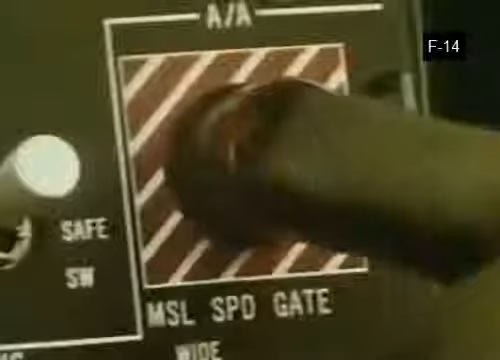 A/A
F-14
SAFE
SW
MSL SPD GATE
WIDE